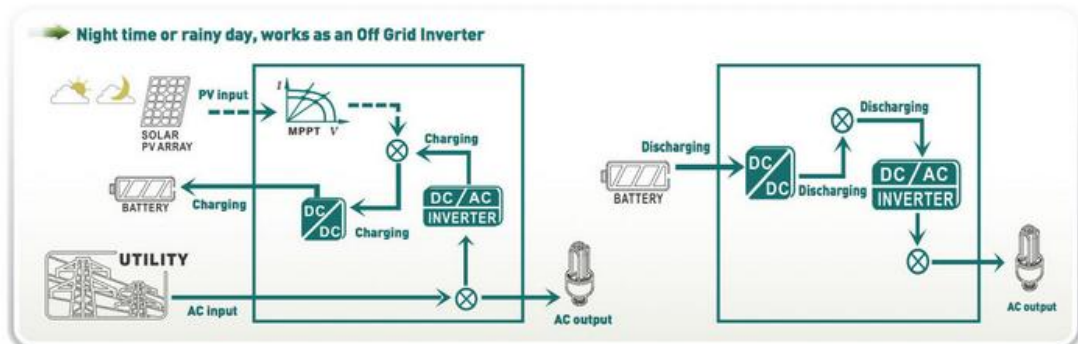 Night time or rainy day, works as an Off Grid Inverter
PV input
I
MPPT V
SOLAR
PV ARRAY
Charging
BATTERY
Charging
DC
DC
Charging
DC / AC
INVERTER
UTILITY
AC input
AC output
Discharging
Discharging
BATTERY
DC
DC
Discharging
DC / AC
INVERTER
AC output